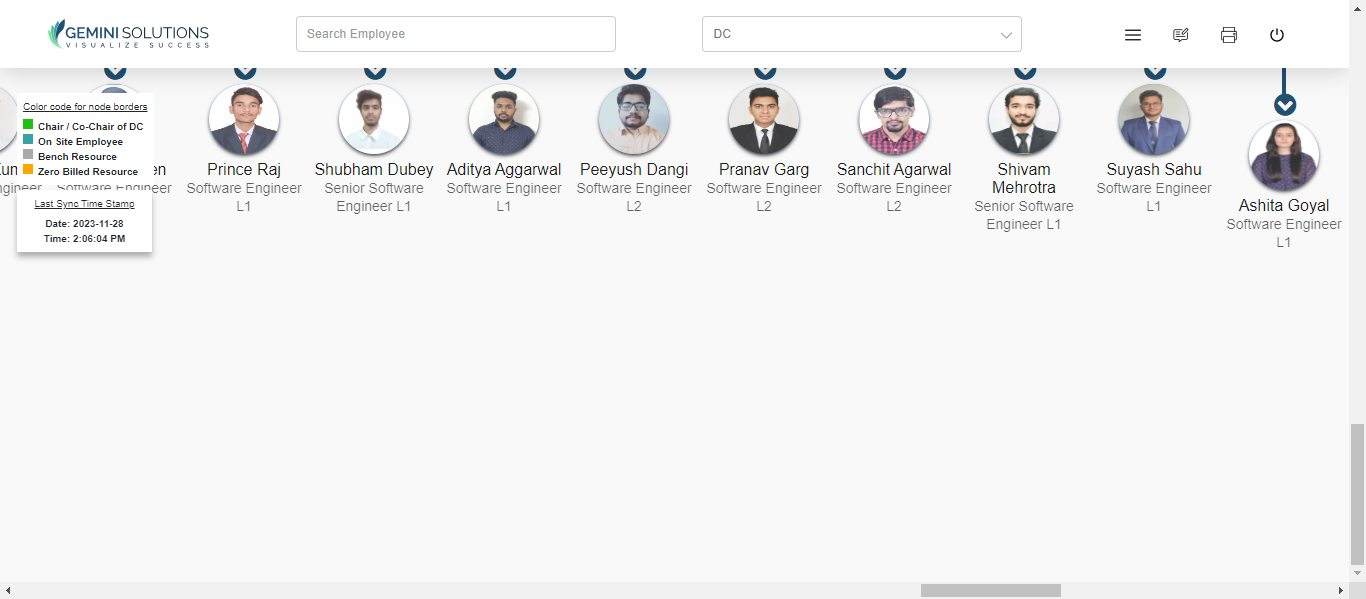 GEMINI SOLUTIONS
VISUALIZE SUCCESS
Search Employee
DC
Color code for node borders
Chair / Co-Chair of DC
On Site Employee
Bench Resource
Zero Billed Resource
Last Sync Time Stamp
Date: 2023-11-28
Time: 2:06:04 PM
Software Engineer
Prince Raj
Software Engineer
L1
Shubham Dubey
Senior Software
Engineer L1
Aditya Aggarwal
Software Engineer
L1
Peeyush Dangi
Software Engineer
L2
Pranav Garg
Software Engineer
L2
Sanchit Agarwal
Software Engineer
L2
Shivam
Mehrotra
Senior Software
Engineer L1
Suyash Sahu
Software Engineer
L1
Ashita Goyal
Software Engineer
L1